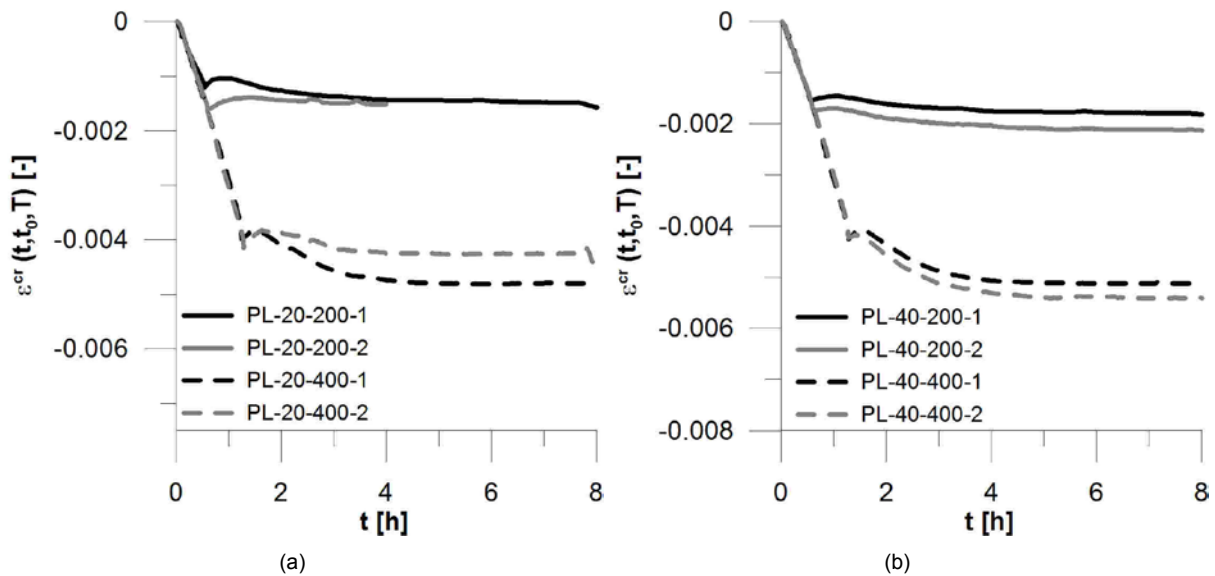 0
-0.002
-0.004
-0.006
ε^cr (t,t₀,T) [-]
PL-20-200-1
PL-20-200-2
PL-20-400-1
PL-20-400-2
0 2 4 6 8
t [h]
(a)
0
-0.002
-0.004
-0.006
-0.008
ε^cr (t,t₀,T) [-]
PL-40-200-1
PL-40-200-2
PL-40-400-1
PL-40-400-2
0 2 4 6 8
t [h]
(b)